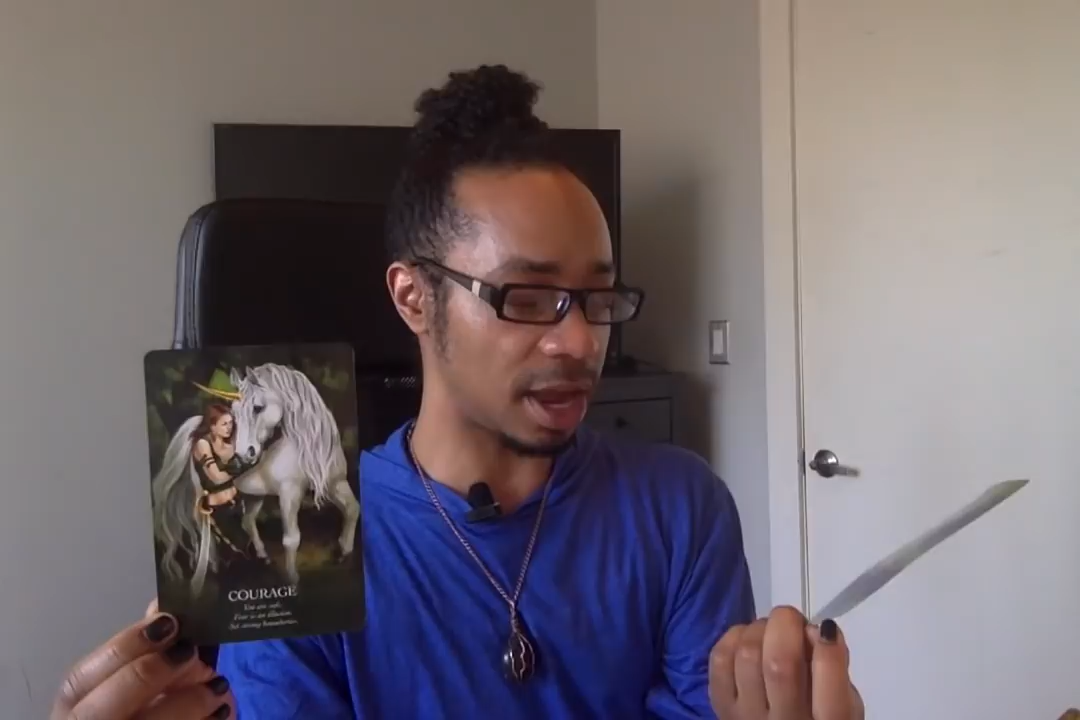 COURAGE
You are safe.
Fear is an illusion.
Set strong boundaries.